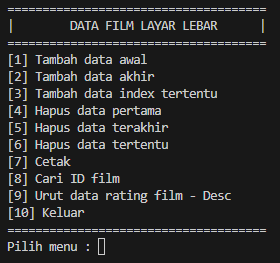 =====================================
|        DATA FILM LAYAR LEBAR      |
=====================================
[1] Tambah data awal
[2] Tambah data akhir
[3] Tambah data index tertentu
[4] Hapus data pertama
[5] Hapus data terakhir
[6] Hapus data tertentu
[7] Cetak
[8] Cari ID film
[9] Urut data rating film - Desc
[10] Keluar
=====================================
Pilih menu :